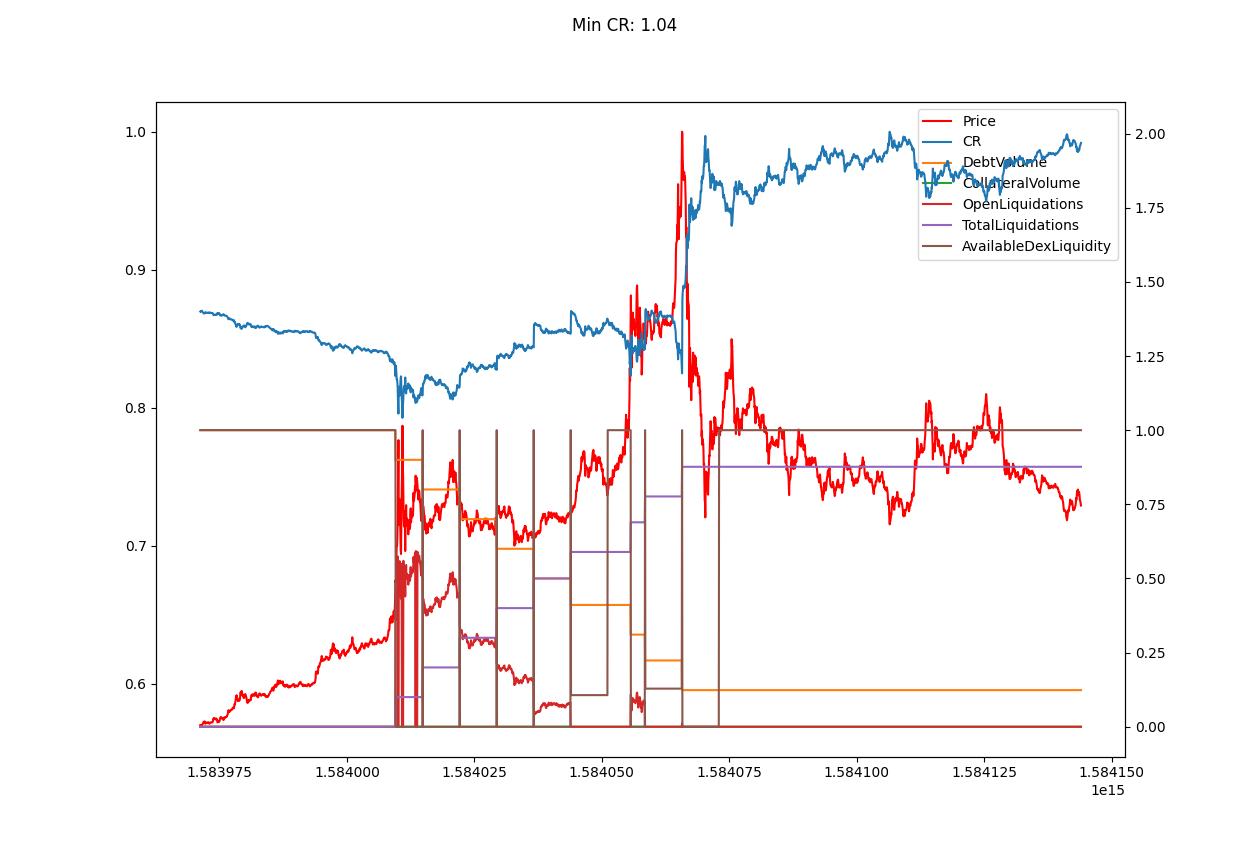 Min CR: 1.04
1.0
0.9
0.8
0.7
0.6
2.00
1.75
1.50
1.25
1.00
0.75
0.50
0.25
0.00
Price
CR
DebtVolume
CollateralVolume
OpenLiquidations
TotalLiquidations
AvailableDexLiquidity
1.583975 1.584000 1.584025 1.584050 1.584075 1.584100 1.584125 1.584150
1e15